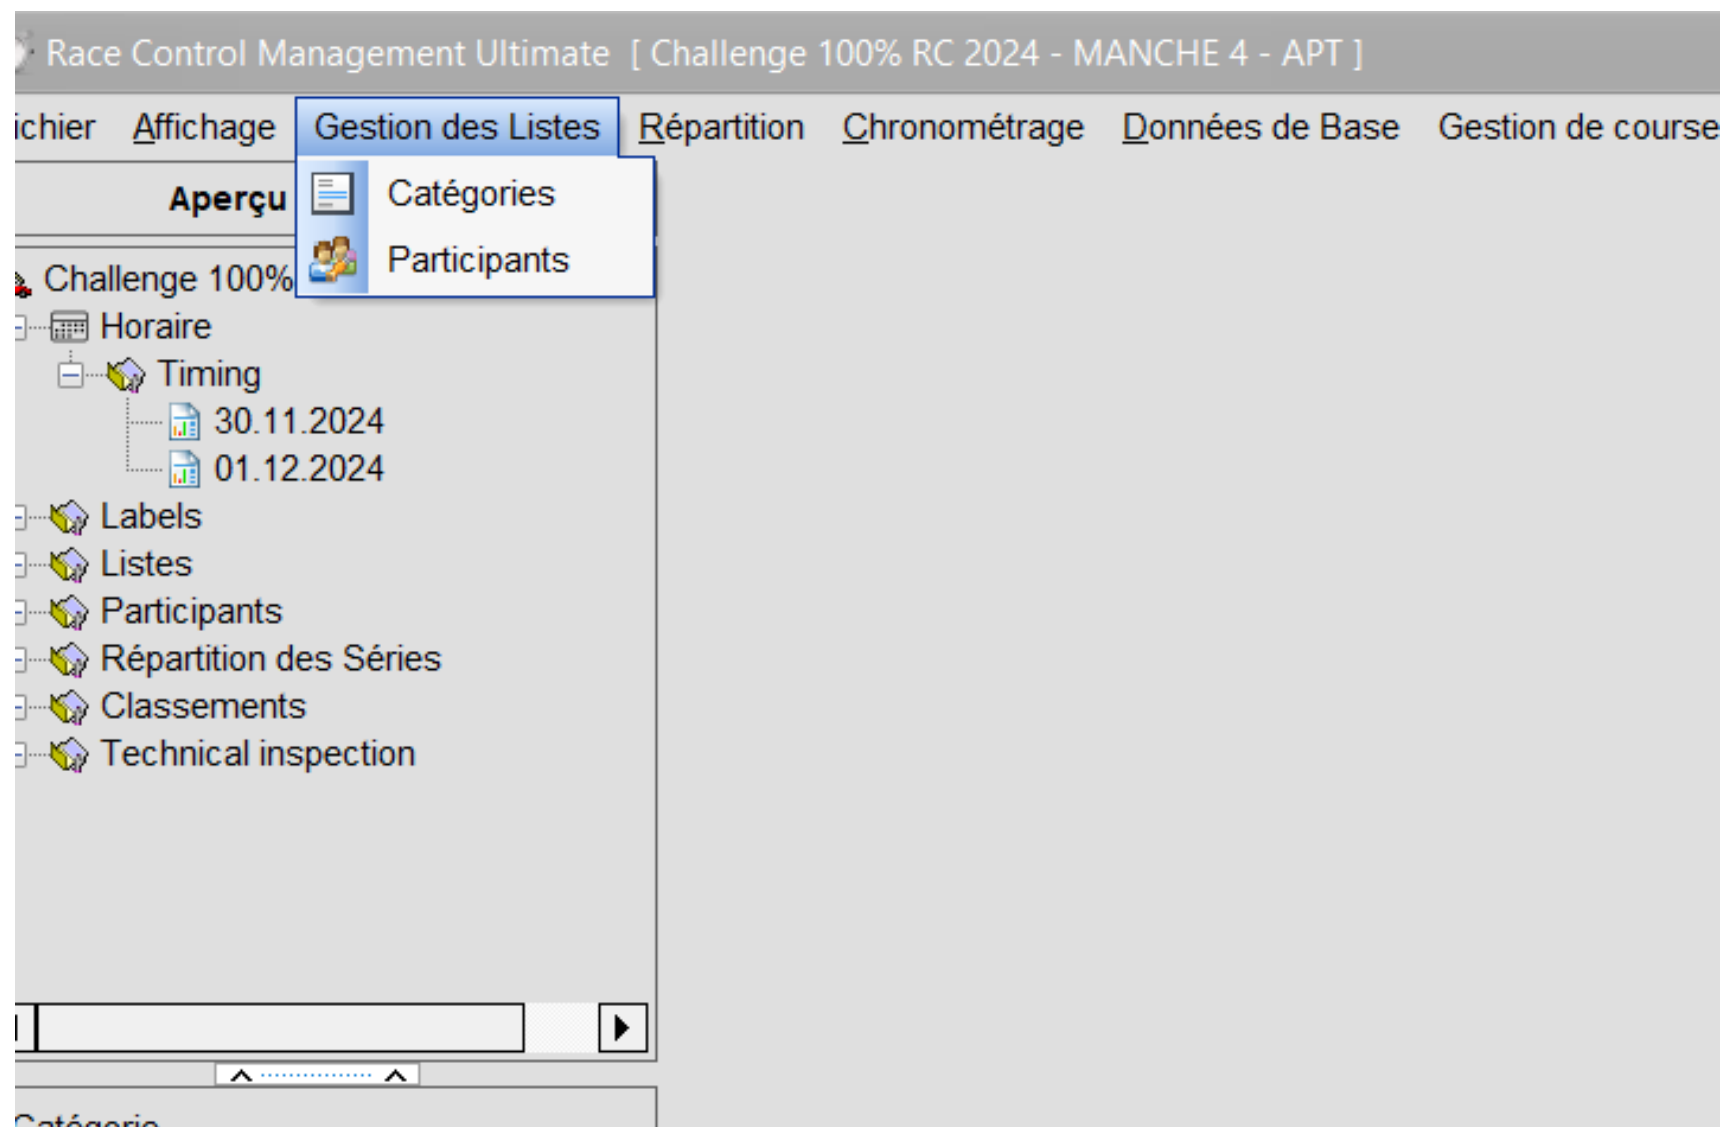 Race Control Management Ultimate [ Challenge 100% RC 2024 - MANCHE 4 - APT ]
ichier Affichage Gestion des Listes Répartition Chronométrage Données de Base Gestion de course
Aperçu
Catégories
Participants
Challenge 100%
Horaire
Timing
30.11.2024
01.12.2024
Labels
Listes
Participants
Répartition des Séries
Classements
Technical inspection
Catégorie